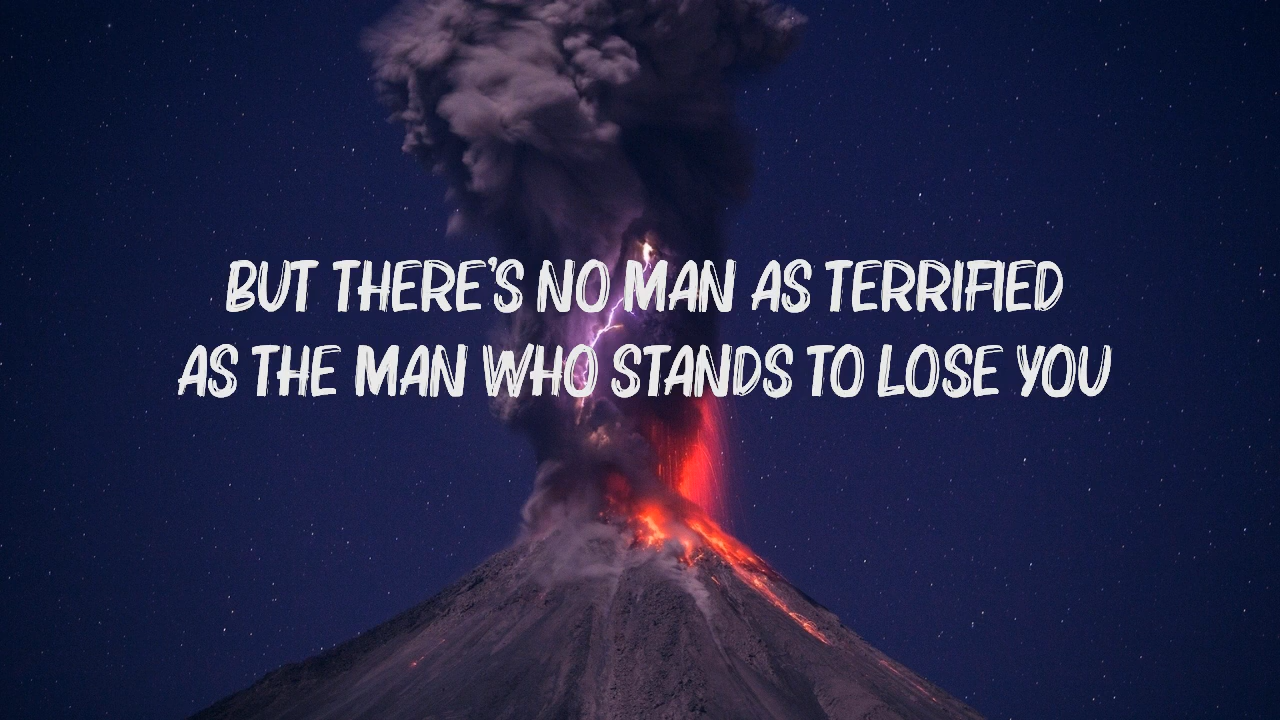 BUT THERE'S NO MAN AS TERRIFIED
AS THE MAN WHO STANDS TO LOSE YOU